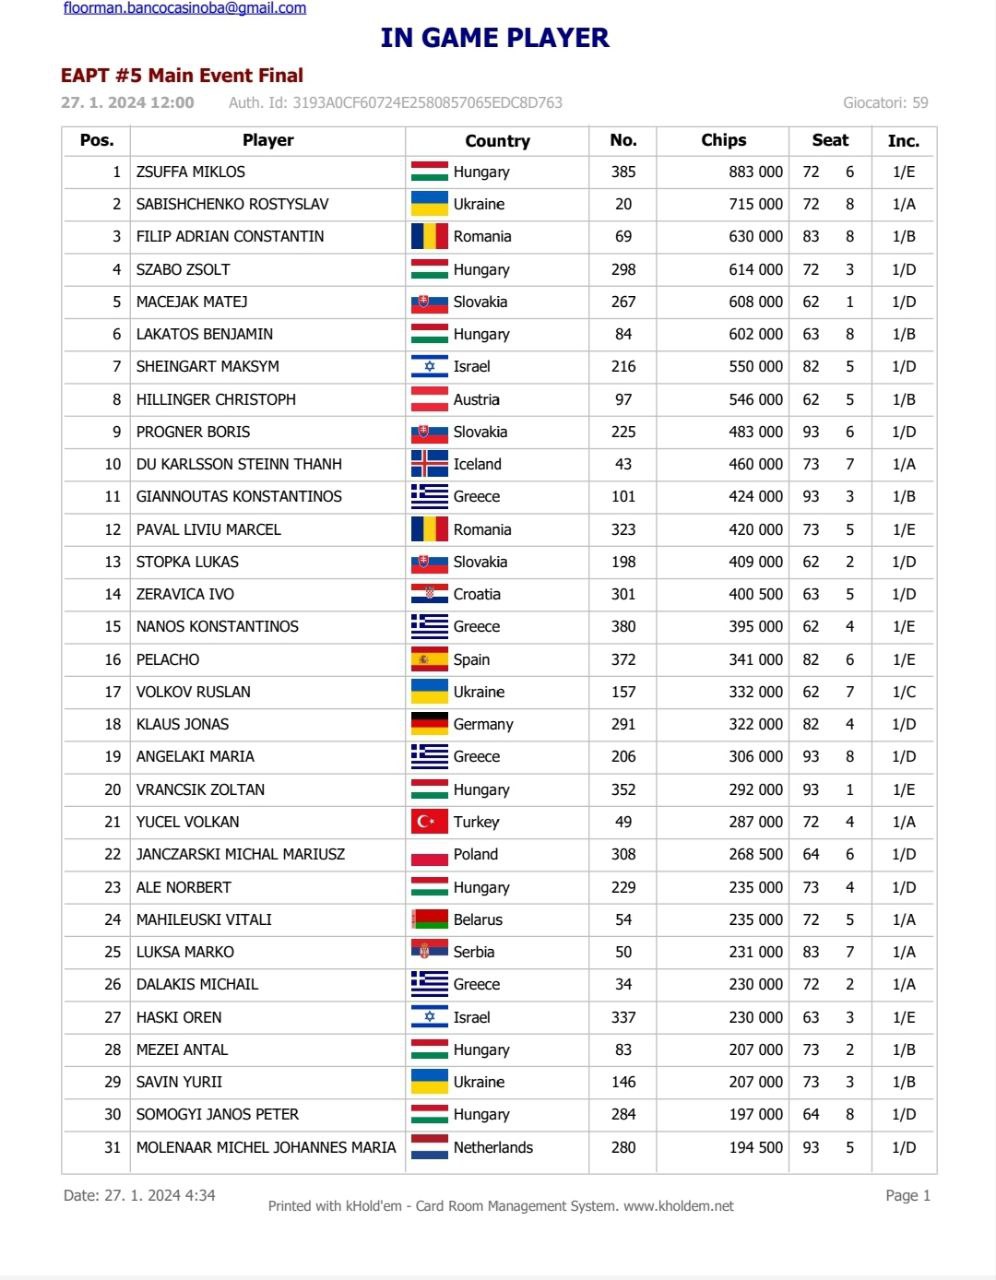 floorman.bancocasinoba@gmail.com
IN GAME PLAYER
EAPT #5 Main Event Final
27. 1. 2024 12:00 Auth. Id: 3193A0CF60724E2580857065EDC8D763 Giocatori: 59
Pos. Player Country No. Chips Seat Inc.
1 ZSUFFA MIKLOS Hungary 385 883 000 72 6 1/E
2 SABISHCHENKO ROSTYSLAV Ukraine 20 715 000 72 8 1/A
3 FILIP ADRIAN CONSTANTIN Romania 69 630 000 83 8 1/B
4 SZABO ZSOLT Hungary 298 614 000 72 3 1/D
5 MACEJAK MATEJ Slovakia 267 608 000 62 1 1/D
6 LAKATOS BENJAMIN Hungary 84 602 000 63 8 1/B
7 SHEINGART MAKSYM Israel 216 550 000 82 5 1/D
8 HILLINGER CHRISTOPH Austria 97 546 000 62 5 1/B
9 PROGNER BORIS Slovakia 225 483 000 93 6 1/D
10 DU KARLSSON STEINN THANH Iceland 43 460 000 73 7 1/A
11 GIANNOUTAS KONSTANTINOS Greece 101 424 000 93 3 1/B
12 PAVAL LIVIU MARCEL Romania 323 420 000 73 5 1/E
13 STOPKA LUKAS Slovakia 198 409 000 62 2 1/D
14 ZERAVICA IVO Croatia 301 400 500 63 5 1/D
15 NANOS KONSTANTINOS Greece 380 395 000 62 4 1/E
16 PELACHO Spain 372 341 000 82 6 1/E
17 VOLKOV RUSLAN Ukraine 157 332 000 62 7 1/C
18 KLAUS JONAS Germany 291 322 000 82 4 1/D
19 ANGELAKI MARIA Greece 206 306 000 93 8 1/D
20 VRANCSIK ZOLTAN Hungary 352 292 000 93 1 1/E
21 YUCEL VOLKAN Turkey 49 287 000 72 4 1/A
22 JANCZARSKI MICHAL MARIUSZ Poland 308 268 500 64 6 1/D
23 ALE NORBERT Hungary 229 235 000 73 4 1/D
24 MAHILEUSKI VITALI Belarus 54 235 000 72 5 1/A
25 LUKSA MARKO Serbia 50 231 000 83 7 1/A
26 DALAKIS MICHAIL Greece 34 230 000 72 2 1/A
27 HASKI OREN Israel 337 230 000 63 3 1/E
28 MEZEI ANTAL Hungary 83 207 000 73 2 1/B
29 SAVIN YURII Ukraine 146 207 000 73 3 1/B
30 SOMOGYI JANOS PETER Hungary 284 197 000 64 8 1/D
31 MOLENAAR MICHEL JOHANNES MARIA Netherlands 280 194 500 93 5 1/D
Date: 27. 1. 2024 4:34 Page 1
Printed with kHold'em - Card Room Management System. www.kholdem.net